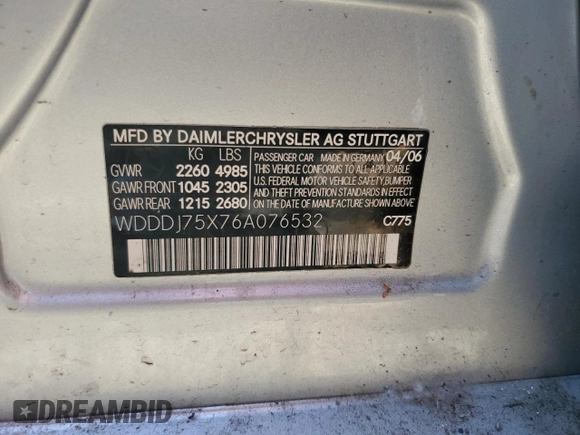 MFD BY DAIMLERCHRYSLER AG STUTTGART
KG LBS
GVWR 2260 4985
GAWR FRONT 1045 2305
GAWR REAR 1215 2680
PASSENGER CAR MADE IN GERMANY 04/06
THIS VEHICLE CONFORMS TO ALL APPLICABLE
U.S. FEDERAL MOTOR VEHICLE SAFETY, BUMPER
AND THEFT PREVENTION STANDARDS IN EFFECT
ON THE DATE OF MANUFACTURE SHOWN ABOVE.
WDDDJ75X76A076532
C775
DREAMBID